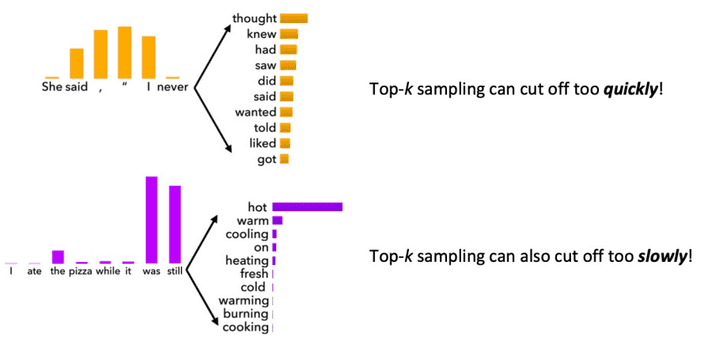 thought
knew
had
saw
did
said
wanted
told
liked
got
She said , “ I never
Top-k sampling can cut off too quickly!
hot
warm
cooling
on
heating
fresh
cold
warming
burning
cooking
I ate the pizza while it was still
Top-k sampling can also cut off too slowly!